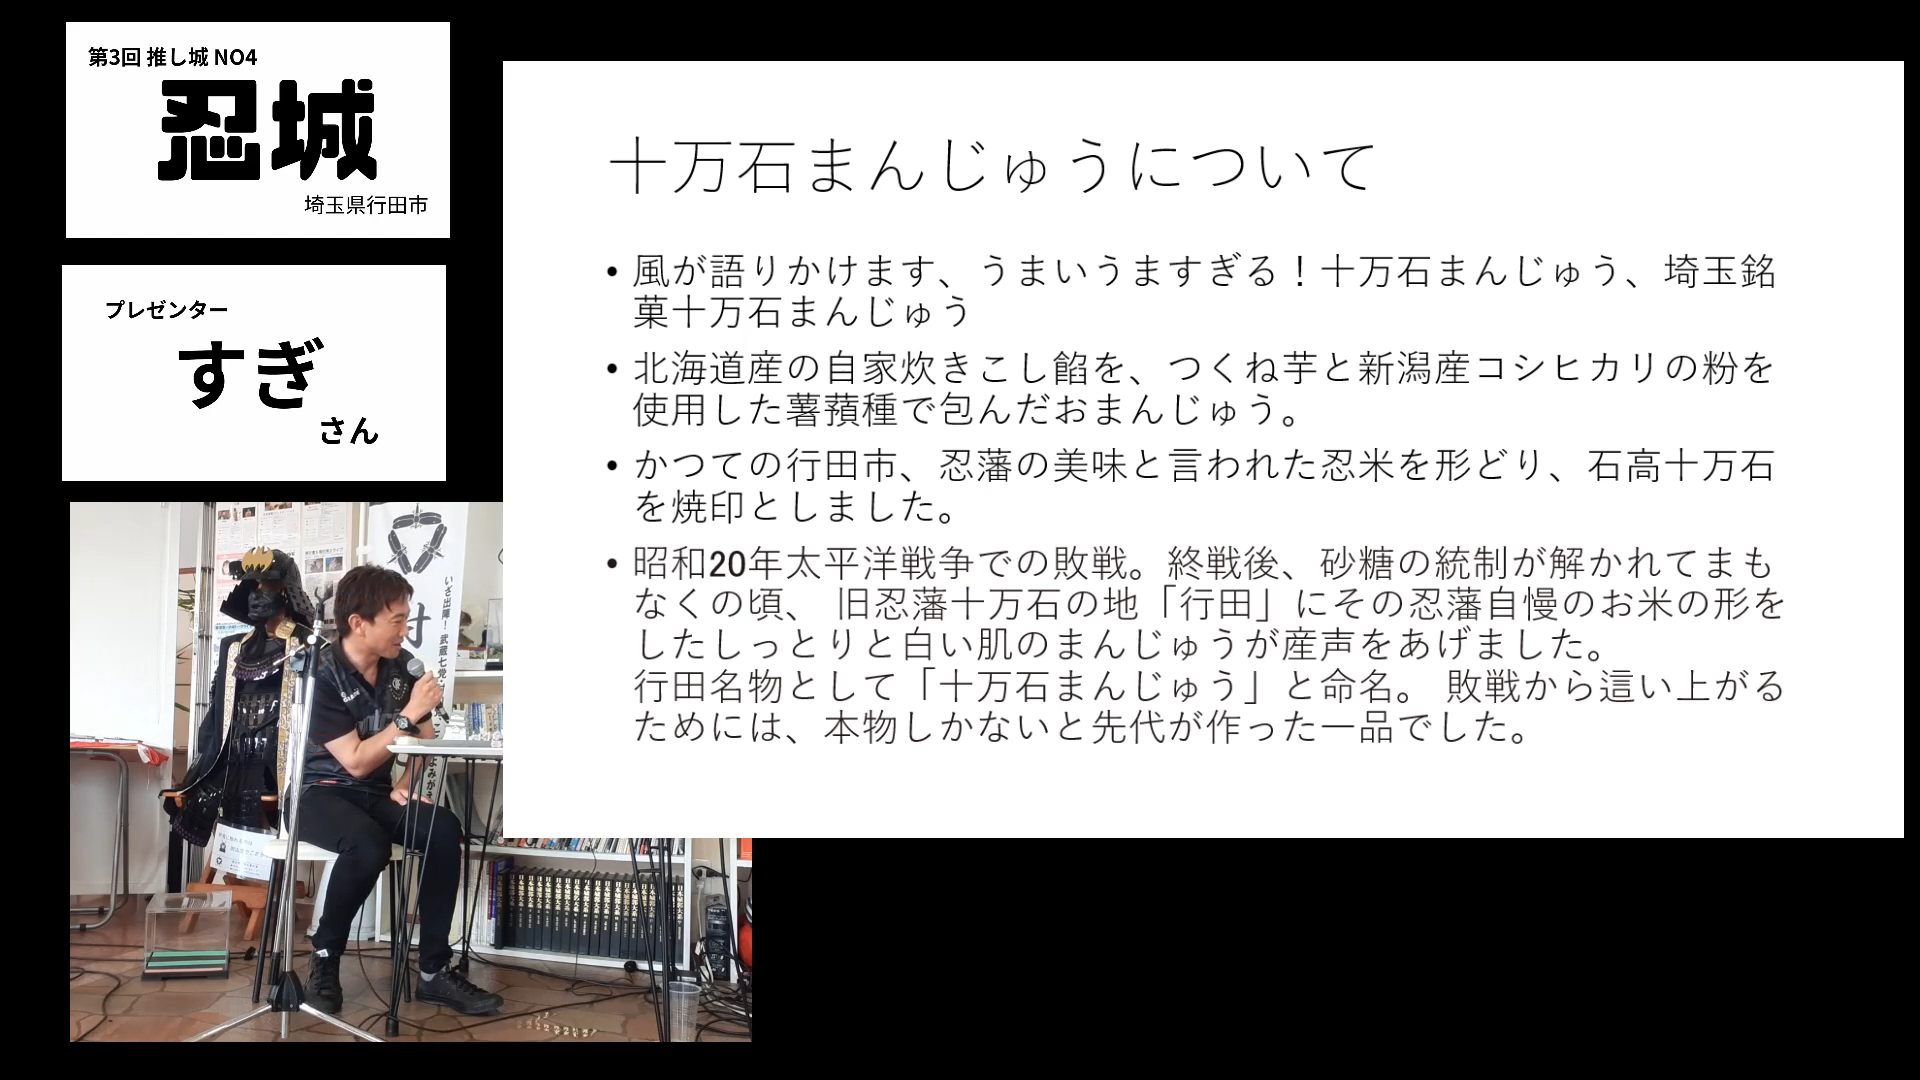 第3回 推し城 NO4
忍城
埼玉県行田市
プレゼンター
すぎ
さん
十万石まんじゅうについて
• 風が語りかけます、うまいうますぎる！十万石まんじゅう、埼玉銘
菓十万石まんじゅう
• 北海道産の自家炊きこし餡を、つくね芋と新潟産コシヒカリの粉を
使用した薯蕷種で包んだおまんじゅう。
• かつての行田市、忍藩の美味と言われた忍米を形どり、石高十万石
を焼印としました。
• 昭和20年太平洋戦争での敗戦。終戦後、砂糖の統制が解かれてまも
なくの頃、 旧忍藩十万石の地「行田」にその忍藩自慢のお米の形を
したしっとりと白い肌のまんじゅうが産声をあげました。
行田名物として「十万石まんじゅう」と命名。 敗戦から這い上がる
ためには、本物しかないと先代が作った一品でした。
いざ出陣！ 武蔵七党
日本城郭大系